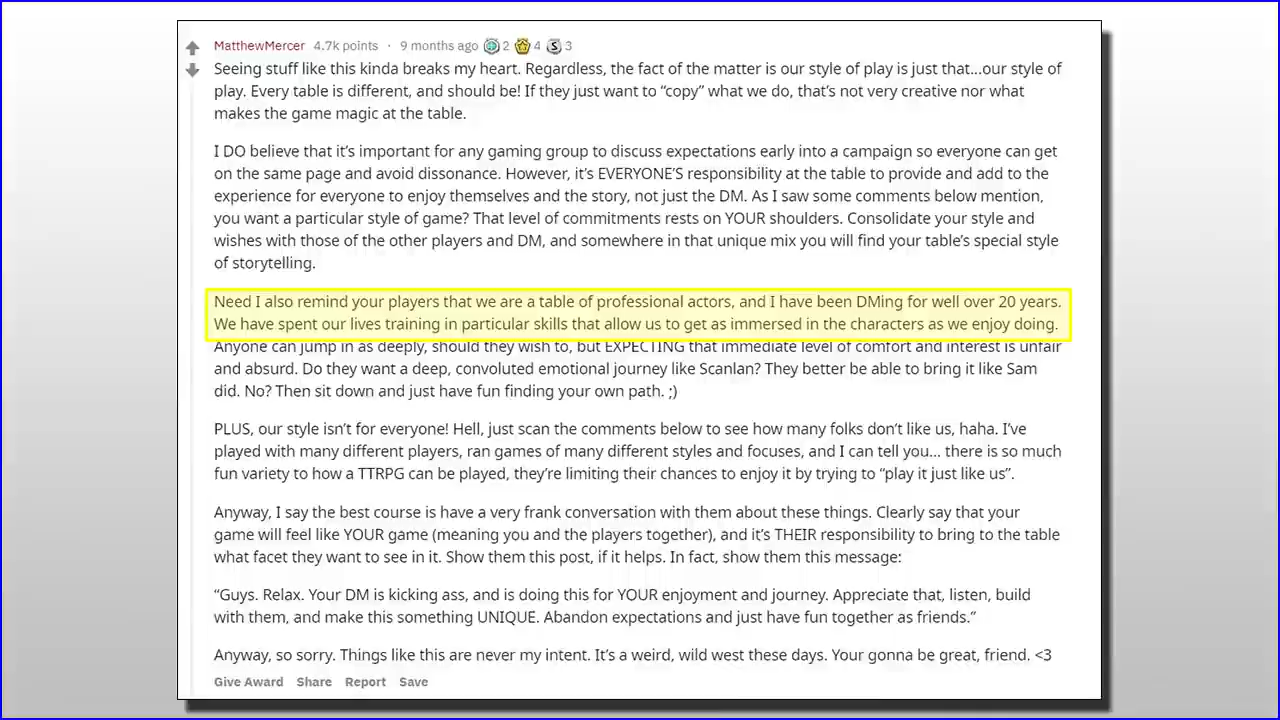 MatthewMercer 4.7k points · 9 months ago 2 4 S 3
Seeing stuff like this kinda breaks my heart. Regardless, the fact of the matter is our style of play is just that...our style of
play. Every table is different, and should be! If they just want to “copy” what we do, that’s not very creative nor what
makes the game magic at the table.
I DO believe that it’s important for any gaming group to discuss expectations early into a campaign so everyone can get
on the same page and avoid dissonance. However, it’s EVERYONE’S responsibility at the table to provide and add to the
experience for everyone to enjoy themselves and the story, not just the DM. As I saw some comments below mention,
you want a particular style of game? That level of commitments rests on YOUR shoulders. Consolidate your style and
wishes with those of the other players and DM, and somewhere in that unique mix you will find your table’s special style
of storytelling.
Need I also remind your players that we are a table of professional actors, and I have been DMing for well over 20 years.
We have spent our lives training in particular skills that allow us to get as immersed in the characters as we enjoy doing.
Anyone can jump in as deeply, should they wish to, but EXPECTING that immediate level of comfort and interest is unfair
and absurd. Do they want a deep, convoluted emotional journey like Scanlan? They better be able to bring it like Sam
did. No? Then sit down and just have fun finding your own path. ;)
PLUS, our style isn’t for everyone! Hell, just scan the comments below to see how many folks don’t like us, haha. I’ve
played with many different players, ran games of many different styles and focuses, and I can tell you... there is so much
fun variety to how a TTRPG can be played, they’re limiting their chances to enjoy it by trying to “play it just like us”.
Anyway, I say the best course is have a very frank conversation with them about these things. Clearly say that your
game will feel like YOUR game (meaning you and the players together), and it’s THEIR responsibility to bring to the table
what facet they want to see in it. Show them this post, if it helps. In fact, show them this message:
“Guys. Relax. Your DM is kicking ass, and is doing this for YOUR enjoyment and journey. Appreciate that, listen, build
with them, and make this something UNIQUE. Abandon expectations and just have fun together as friends.”
Anyway, so sorry. Things like this are never my intent. It’s a weird, wild west these days. Your gonna be great, friend. <3
Give Award Share Report Save